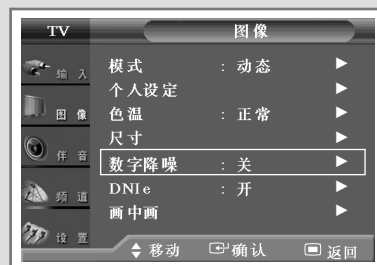 TV 图像
输入
图像
伴音
频道
设置
模式 : 动态
个人设定
色温 : 正常
尺寸
数字降噪 : 关
DNIe : 开
画中画
移动 确认 返回